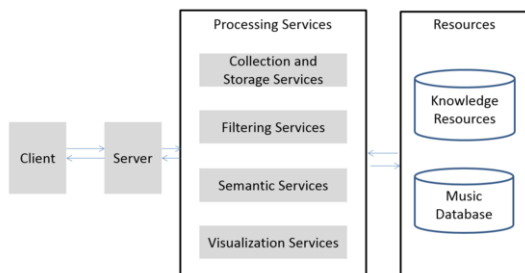 Processing Services
Resources
Collection and
Storage Services
Knowledge
Resources
Filtering Services
Client
Server
Semantic Services
Music
Database
Visualization Services